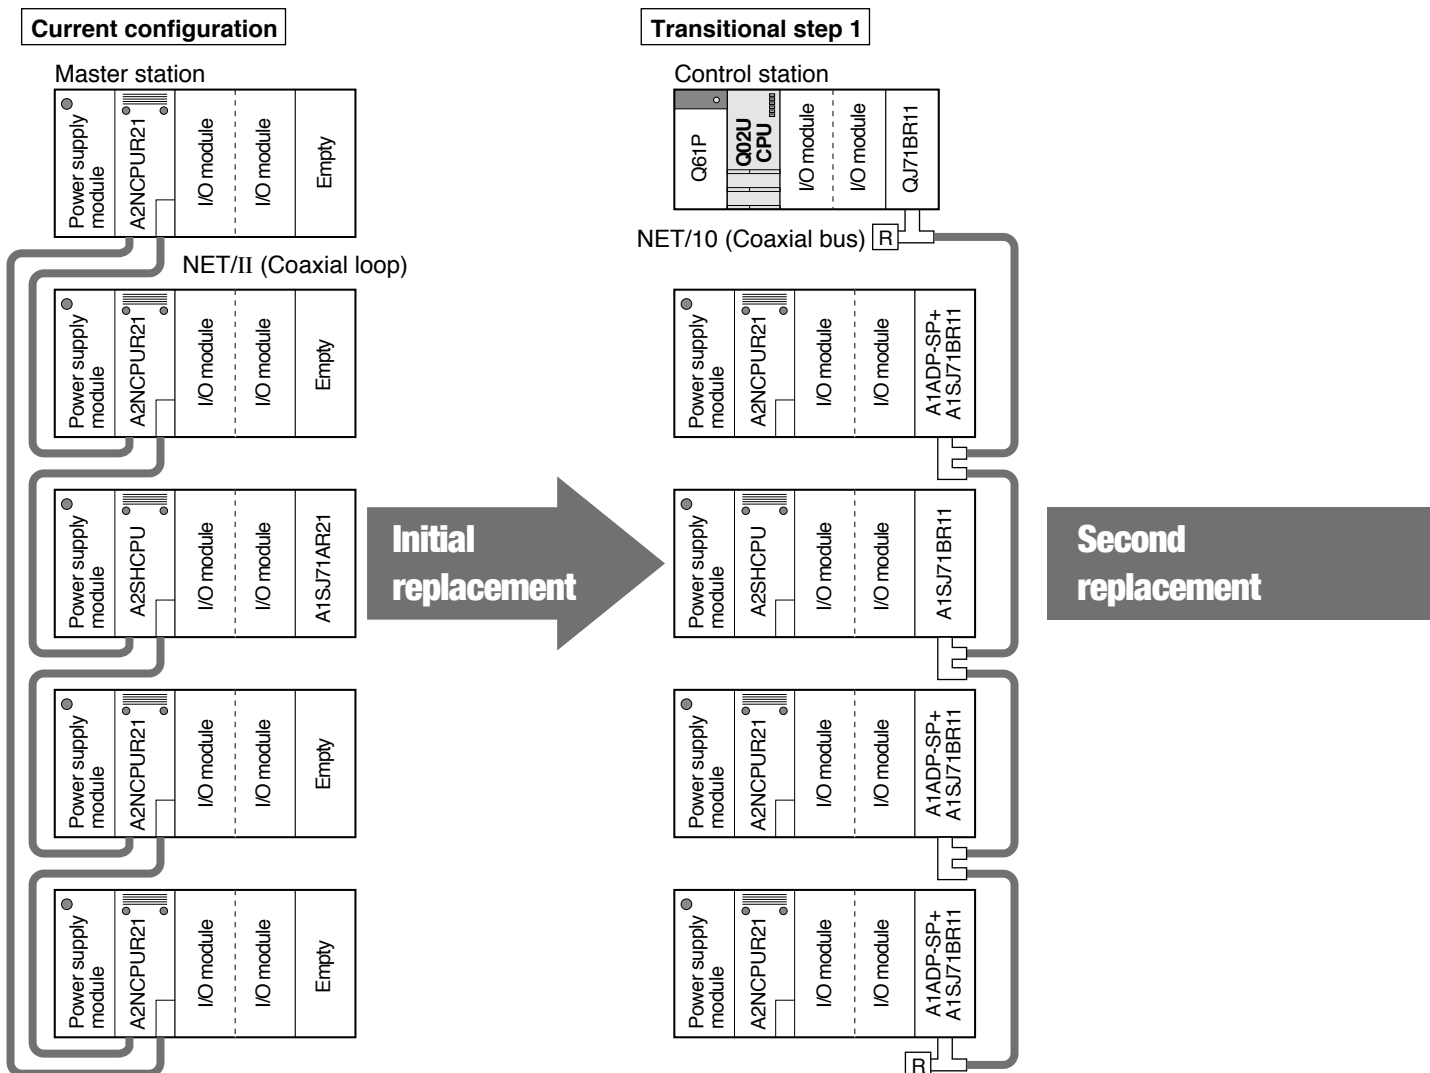 Current configuration
Master station
Power supply
module
A2NCPUR21
I/O module
I/O module
Empty
NET/II (Coaxial loop)
Power supply
module
A2NCPUR21
I/O module
I/O module
Empty
Power supply
module
A2SHCPU
I/O module
I/O module
A1SJ71AR21
Power supply
module
A2NCPUR21
I/O module
I/O module
Empty
Power supply
module
A2NCPUR21
I/O module
I/O module
Empty
Initial
replacement
Transitional step 1
Control station
Q61P
Q02U
CPU
I/O module
I/O module
QJ71BR11
NET/10 (Coaxial bus)
R
Power supply
module
A2NCPUR21
I/O module
I/O module
A1ADP-SP+
A1SJ71BR11
Power supply
module
A2SHCPU
I/O module
I/O module
A1SJ71BR11
Power supply
module
A2NCPUR21
I/O module
I/O module
A1ADP-SP+
A1SJ71BR11
Power supply
module
A2NCPUR21
I/O module
I/O module
A1ADP-SP+
A1SJ71BR11
R
Second
replacement